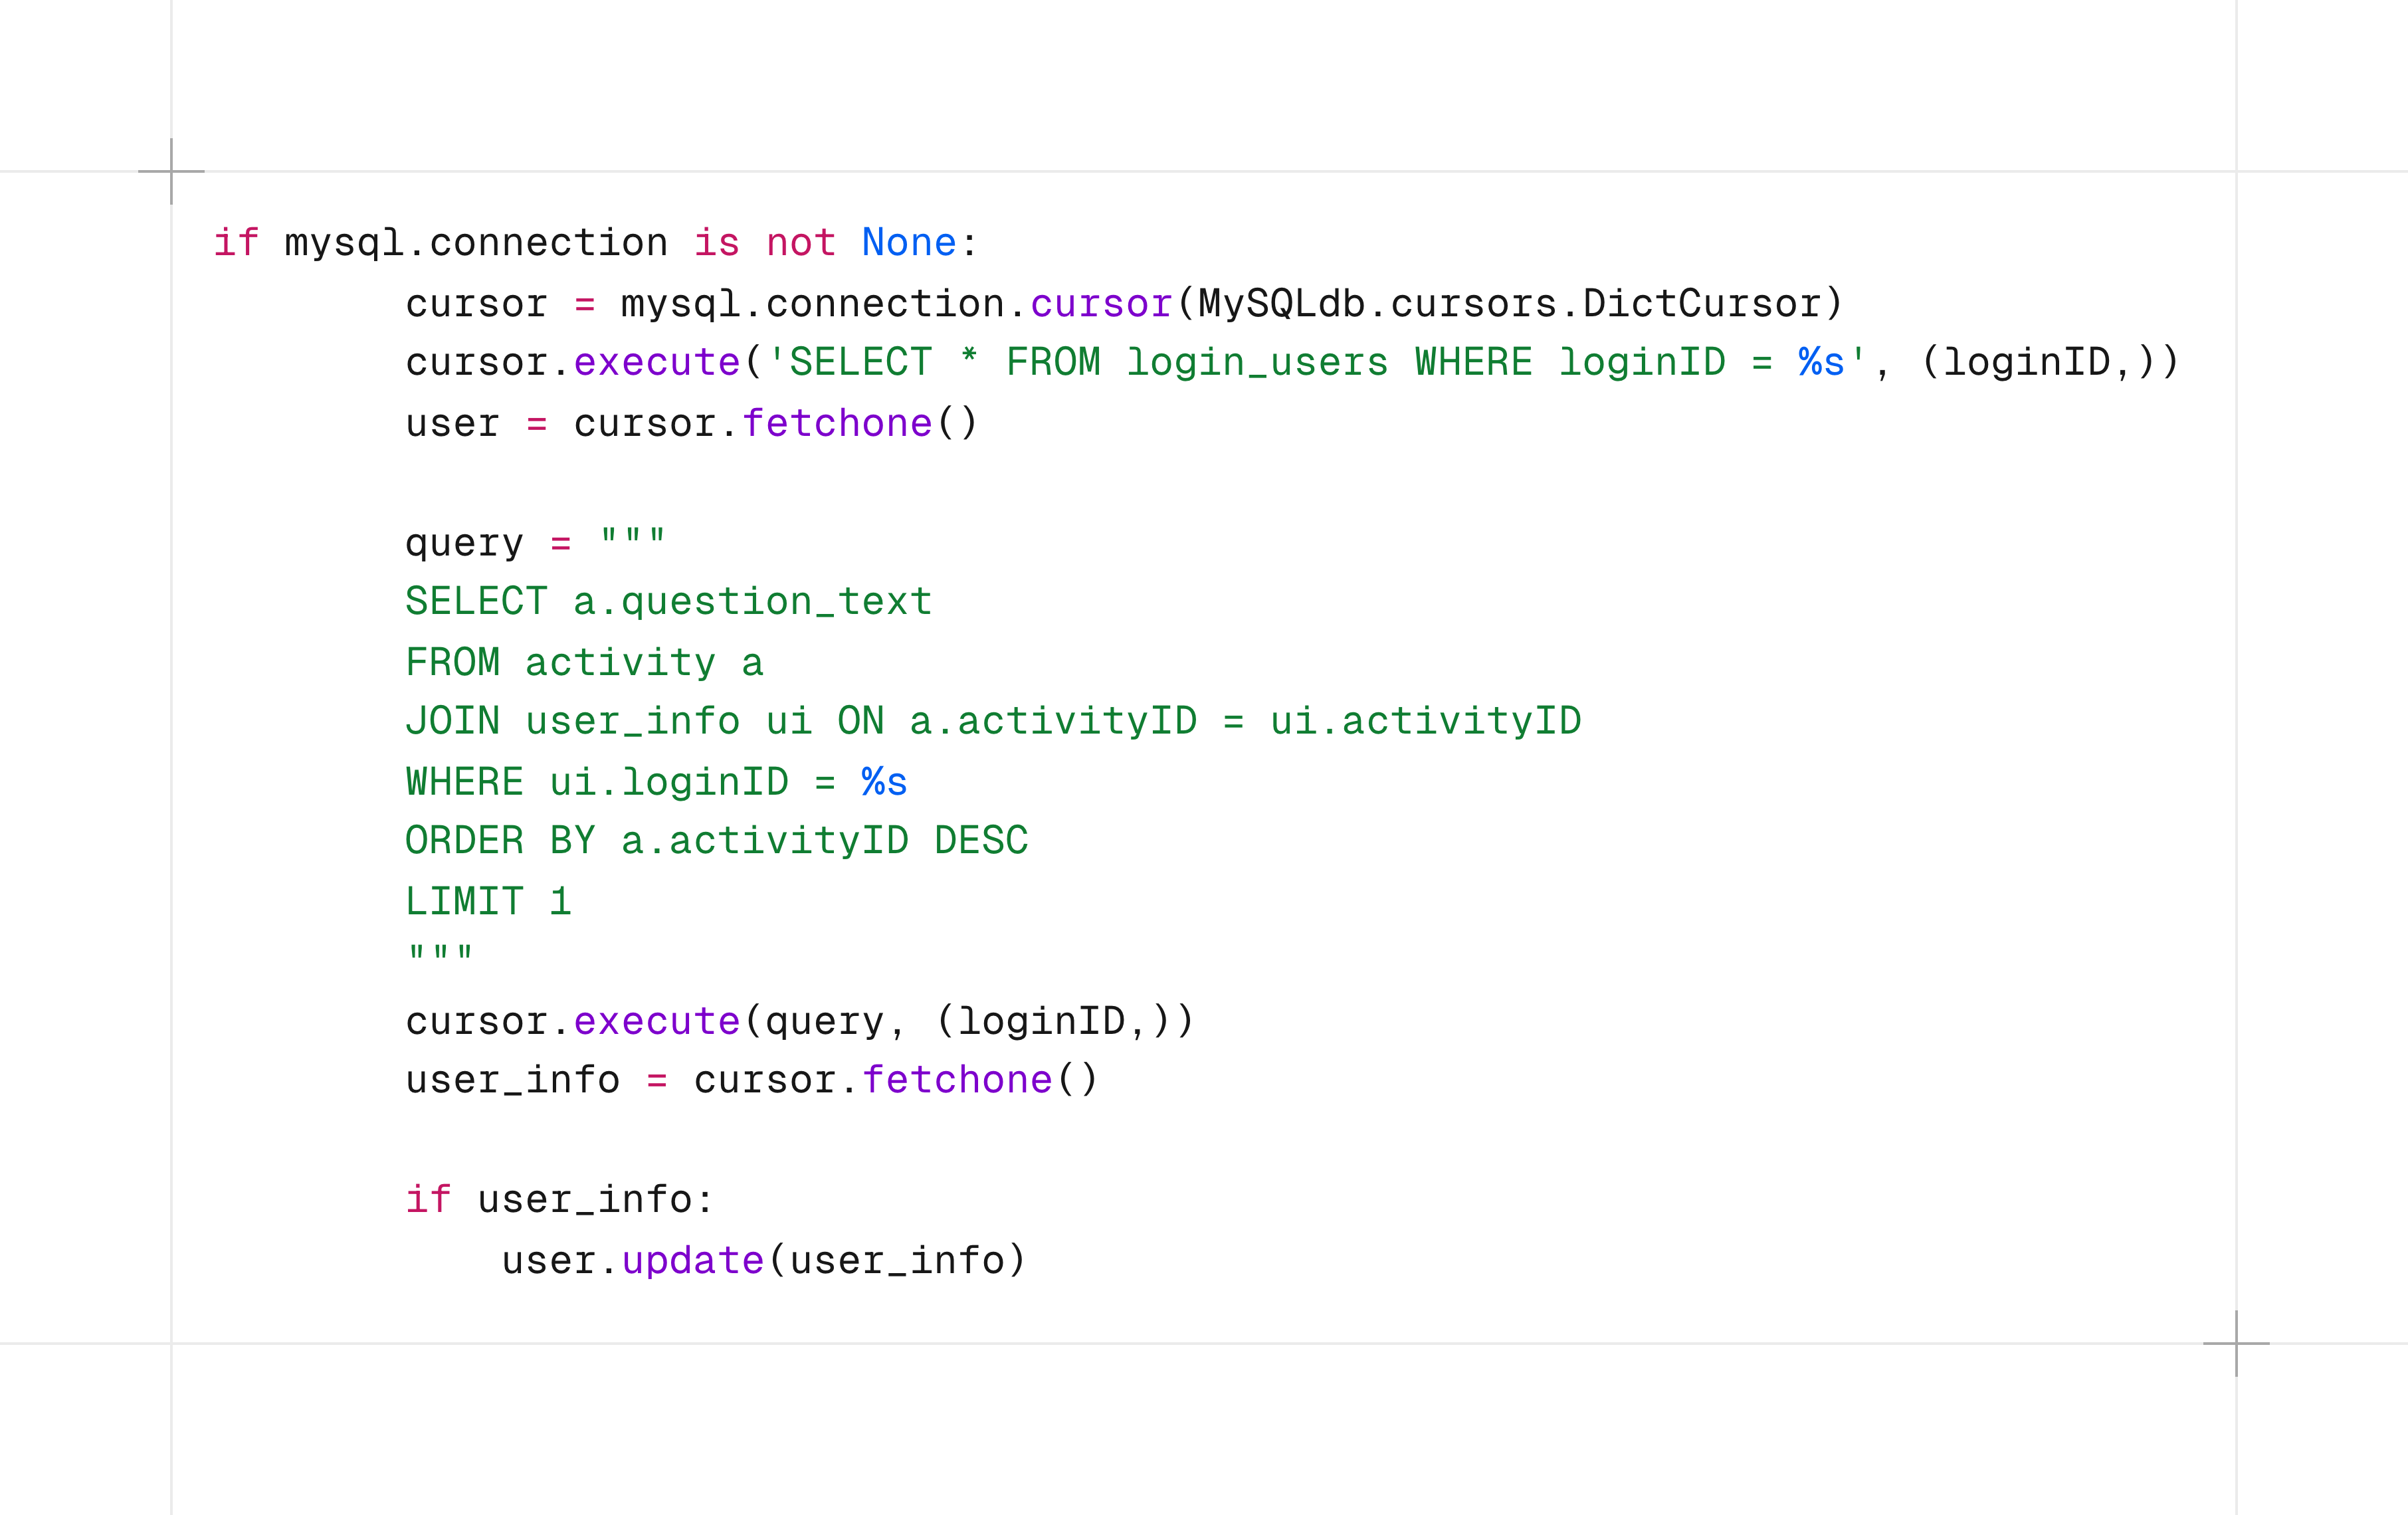 if mysql.connection is not None:
        cursor = mysql.connection.cursor(MySQLdb.cursors.DictCursor)
        cursor.execute('SELECT * FROM login_users WHERE loginID = %s', (loginID,))
        user = cursor.fetchone()

        query = """
        SELECT a.question_text
        FROM activity a
        JOIN user_info ui ON a.activityID = ui.activityID
        WHERE ui.loginID = %s
        ORDER BY a.activityID DESC
        LIMIT 1
        """
        cursor.execute(query, (loginID,))
        user_info = cursor.fetchone()

        if user_info:
            user.update(user_info)